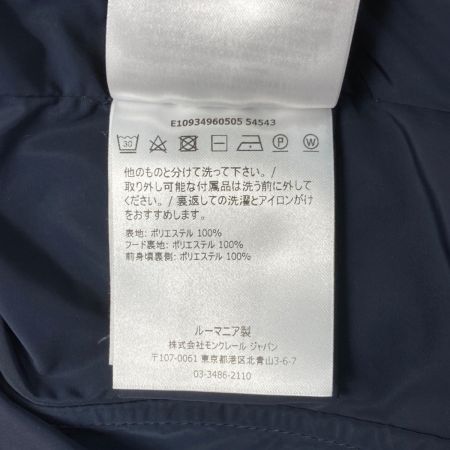 E10934960505 54543
30 P W
他のものと分けて洗って下さい。/
取り外し可能な付属品は洗う前に外して
ください。/ 裏返しての洗濯とアイロンがけ
をおすすめします。
表地: ポリエステル 100%
フード裏地: ポリエステル 100%
前身頃裏側: ポリエステル 100%
ルーマニア製
株式会社モンクレール ジャパン
〒107-0061 東京都港区北青山3-6-7
03-3486-2110